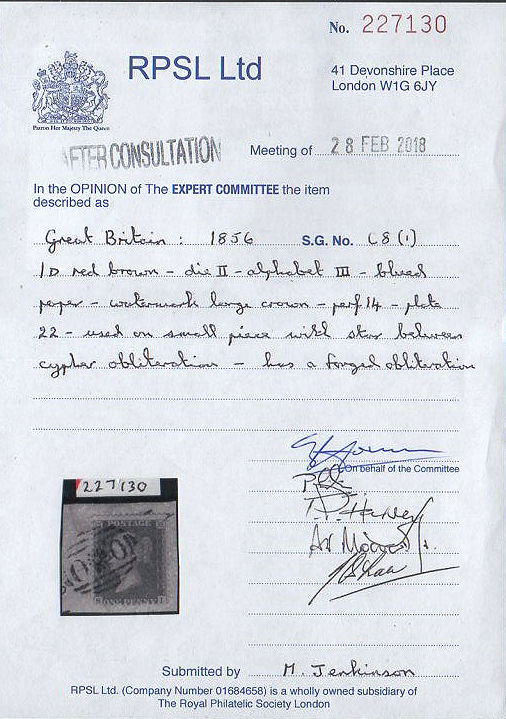 No. 227130
RPSL Ltd
41 Devonshire Place
London W1G 6JY
Patron Her Majesty The Queen
AFTER CONSULTATION
Meeting of 28 FEB 2018
In the OPINION of The EXPERT COMMITTEE the item
described as
Great Britain: 1856 S.G. No. C8(1)
1D red brown - die II - alphabet III - blued
paper - watermark large crown - perf. 14 - plate
22 - used on small piece with star between
cypher obliteration - has a forged obliteration
On behalf of the Committee
P.
227130
POSTAGE
Submitted by M. Jenkinson
RPSL Ltd. (Company Number 01684658) is a wholly owned subsidiary of
The Royal Philatelic Society London